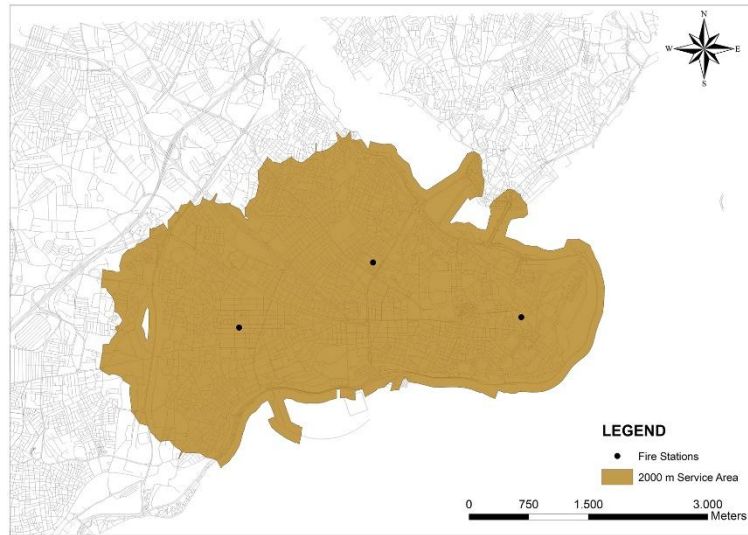 N
W E
S
LEGEND
Fire Stations
2000 m Service Area
0 750 1.500 3.000
Meters